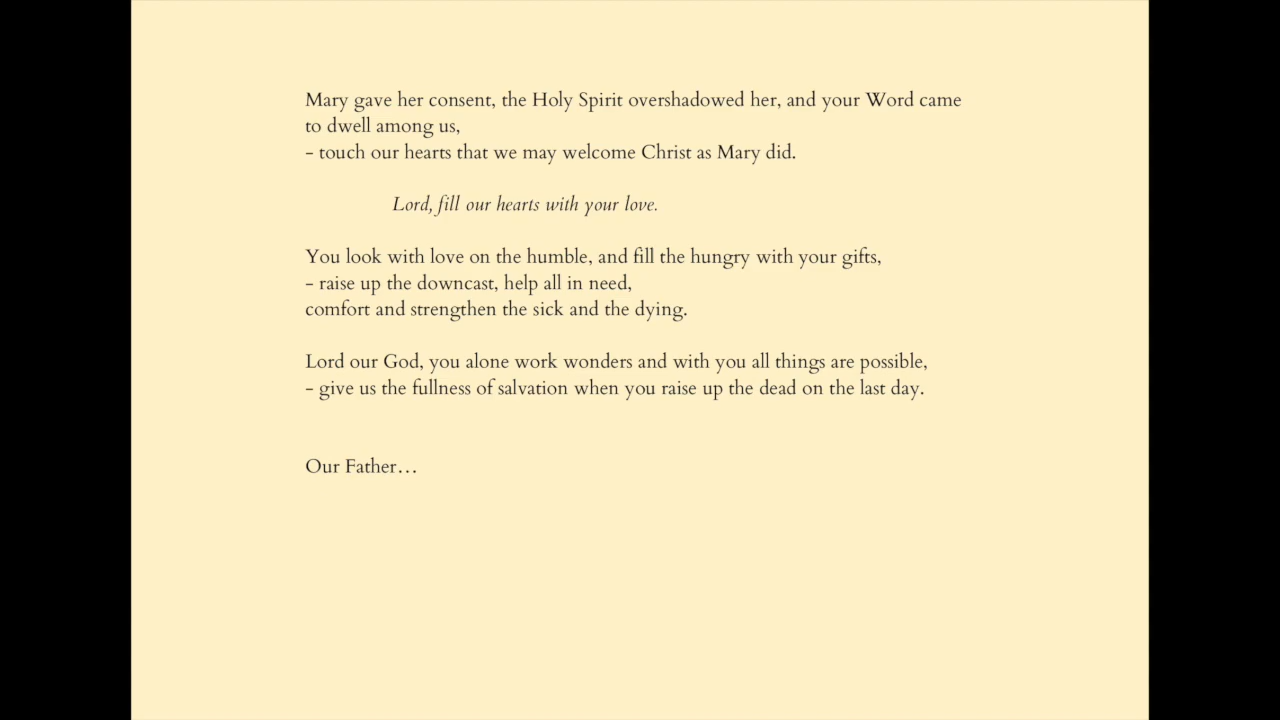 Mary gave her consent, the Holy Spirit overshadowed her, and your Word came
to dwell among us,
- touch our hearts that we may welcome Christ as Mary did.
Lord, fill our hearts with your love.
You look with love on the humble, and fill the hungry with your gifts,
- raise up the downcast, help all in need,
comfort and strengthen the sick and the dying.
Lord our God, you alone work wonders and with you all things are possible,
- give us the fullness of salvation when you raise up the dead on the last day.
Our Father…